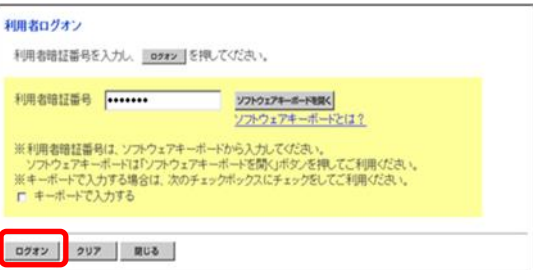 利用者ログオン
利用者暗証番号を入力し、 ログオン を押してください。
利用者暗証番号 ******* ソフトウェアキーボードを開く
ソフトウェアキーボードとは？
※利用者暗証番号は、ソフトウェアキーボードから入力してください。
ソフトウェアキーボードは「ソフトウェアキーボードを開く」ボタンを押してご利用ください。
※キーボードで入力する場合は、次のチェックボックスにチェックをしてご利用ください。
キーボードで入力する
ログオン クリア 閉じる